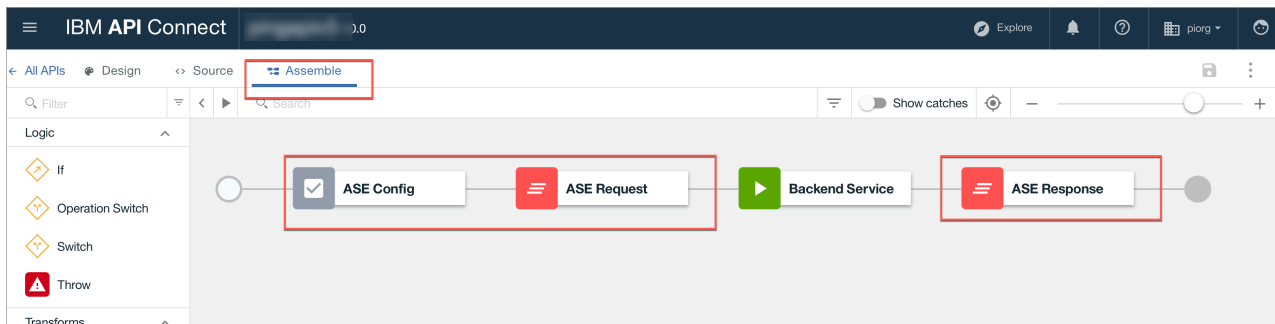 IBM API Connect 0.0 Explore piorg
All APIs Design Source Assemble
Filter Search Show catches
Logic
If
Operation Switch
Switch
Throw
Transforms
ASE Config ASE Request Backend Service ASE Response